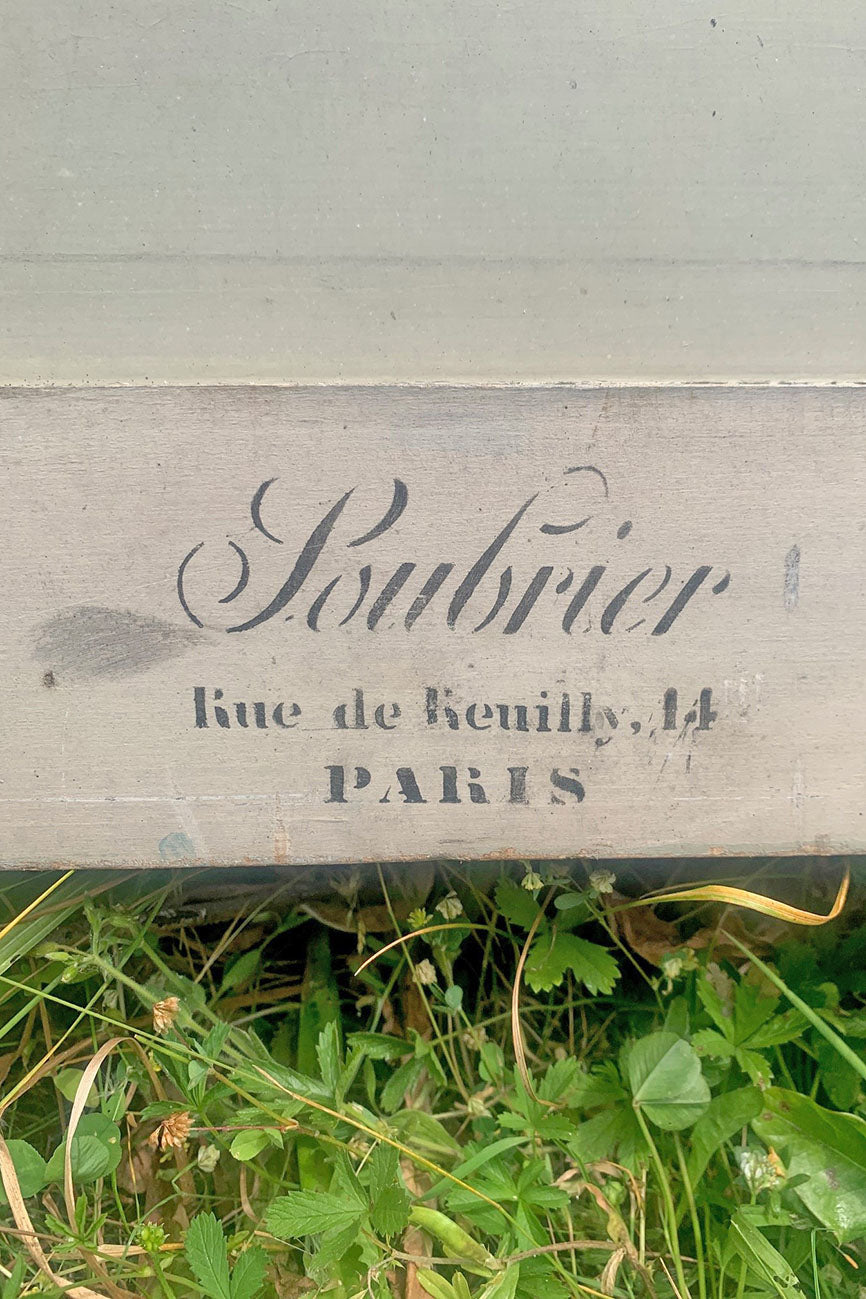 Soubrier
Rue de Reuilly, 14
PARIS